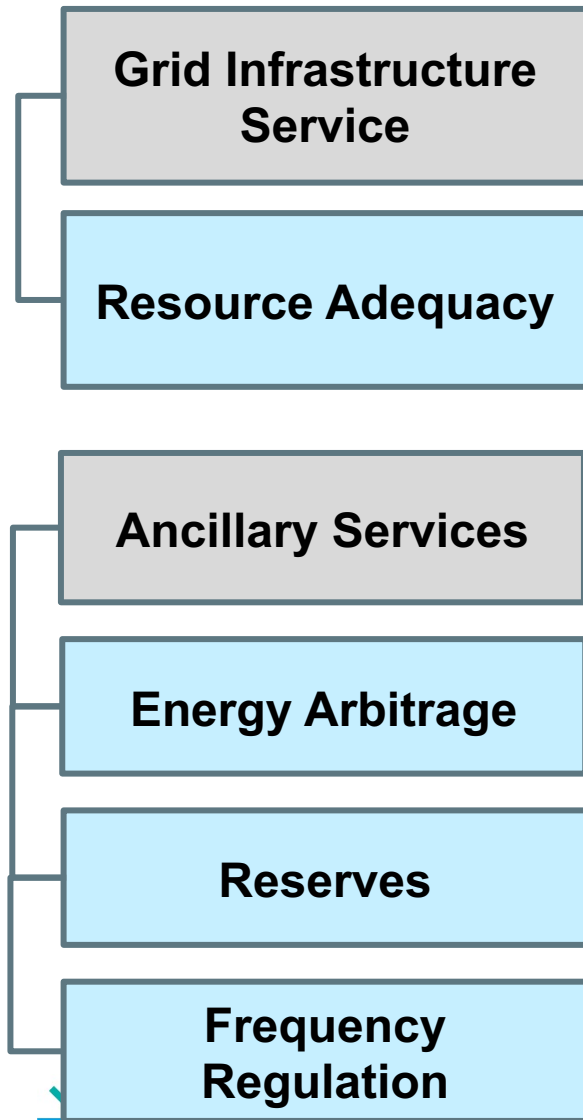 Grid Infrastructure
Service
Resource Adequacy
Ancillary Services
Energy Arbitrage
Reserves
Frequency
Regulation